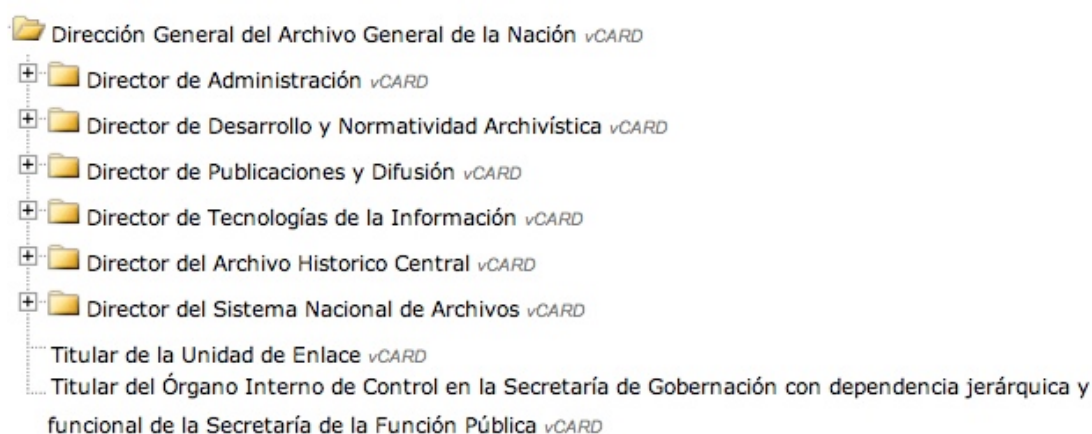 Dirección General del Archivo General de la Nación vCARD
Director de Administración vCARD
Director de Desarrollo y Normatividad Archivística vCARD
Director de Publicaciones y Difusión vCARD
Director de Tecnologías de la Información vCARD
Director del Archivo Historico Central vCARD
Director del Sistema Nacional de Archivos vCARD
Titular de la Unidad de Enlace vCARD
Titular del Órgano Interno de Control en la Secretaría de Gobernación con dependencia jerárquica y
funcional de la Secretaría de la Función Pública vCARD